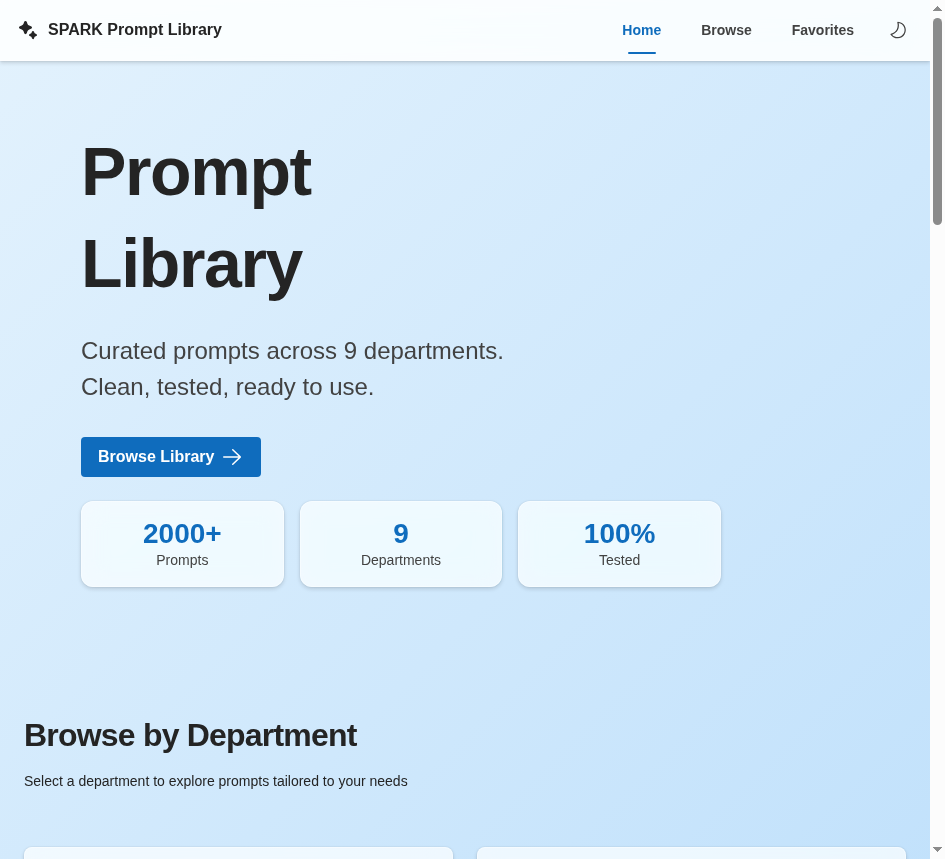 SPARK Prompt Library
Home
Browse
Favorites
Prompt
Library
Curated prompts across 9 departments.
Clean, tested, ready to use.
Browse Library
2000+
Prompts
9
Departments
100%
Tested
Browse by Department
Select a department to explore prompts tailored to your needs